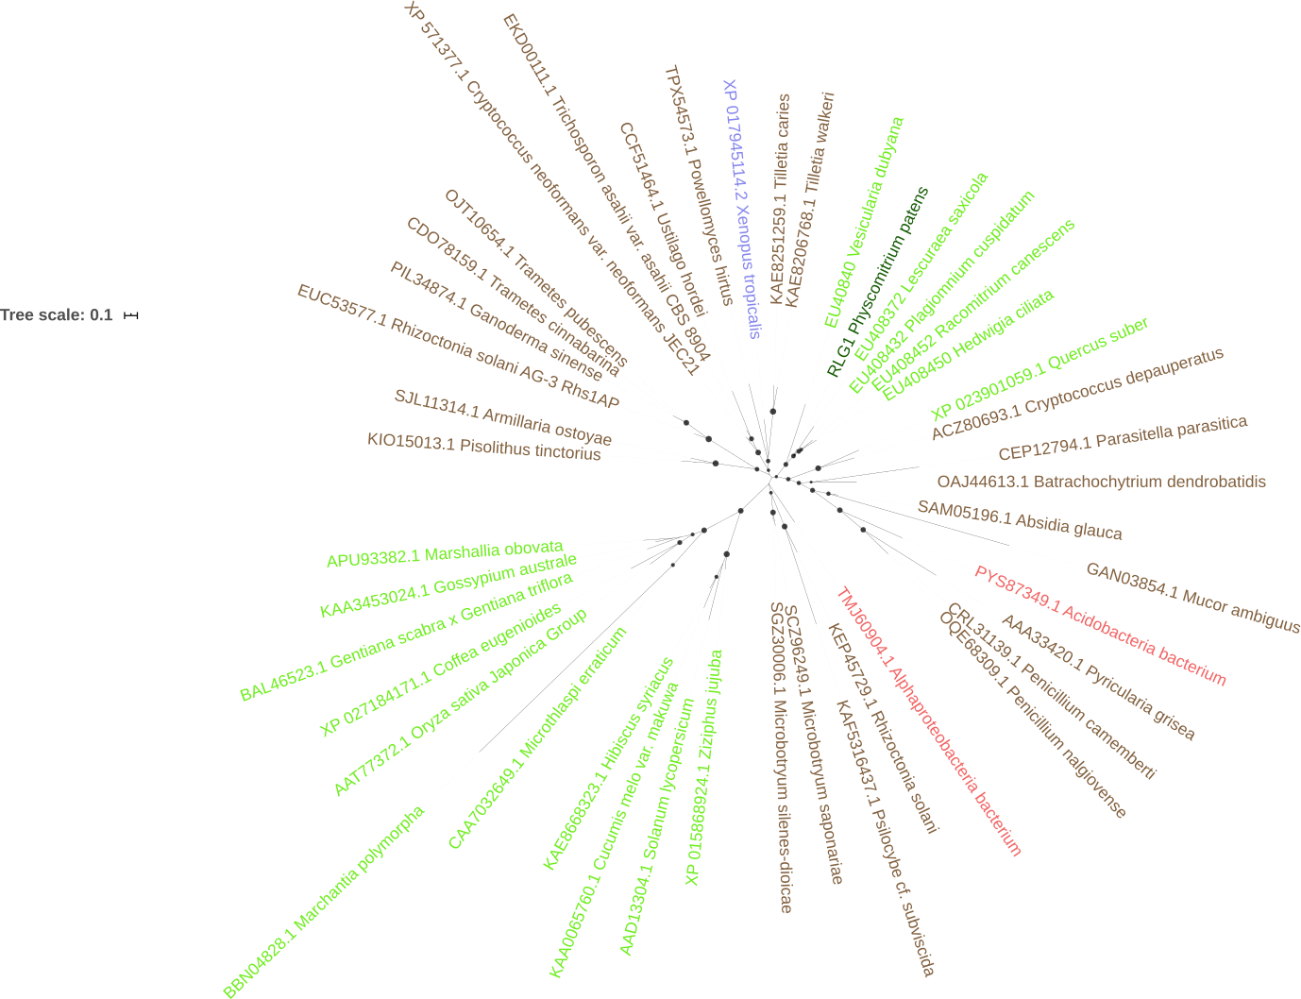 XP 571377.1 Cryptococcus neoformans var. neoformans JEC21
EKD00111.1 Trichosporon asahii var. asahii CBS 8904
CCF51464.1 Ustilago hordei
TPX54573.1 Powellomyces hirtus
XP 017945114.2 Xenopus tropicalis
KAE8251259.1 Tilletia caries
KAE8206768.1 Tilletia walkeri
EU40840 Vesicularia dubyana
RLG1 Physcomitrium patens
EU408372 Lescuraea saxicola
EU408432 Plagiomnium cuspidatum
EU408452 Racomitrium canescens
EU408450 Hedwigia ciliata
XP 023901059.1 Quercus suber
ACZ80693.1 Cryptococcus depauperatus
CEP12794.1 Parasitella parasitica
OAJ44613.1 Batrachochytrium dendrobatidis
SAM05196.1 Absidia glauca
GAN03854.1 Mucor ambiguus
PYS87349.1 Acidobacteria bacterium
AAA33420.1 Pyricularia grisea
CRL31139.1 Penicillium camemberti
OQE68309.1 Penicillium nalgiovense
TMJ60904.1 Alphaproteobacteria bacterium
KEP45729.1 Rhizoctonia solani
KAF5316437.1 Psilocybe cf. subviscida
SCZ96249.1 Microbotryum saponariae
SGZ30006.1 Microbotryum silenes-dioicae
XP 015868924.1 Ziziphus jujuba
AAD13304.1 Solanum lycopersicum
KAA0065760.1 Cucumis melo var. makuwa
KAE8668323.1 Hibiscus syriacus
CAA7032649.1 Microthlaspi erraticum
BBN04828.1 Marchantia polymorpha
AAT77372.1 Oryza sativa Japonica Group
XP 027184171.1 Coffea eugenioides
BAL46523.1 Gentiana scabra x Gentiana triflora
KAA3453024.1 Gossypium australe
APU93382.1 Marshallia obovata
KIO15013.1 Pisolithus tinctorius
SJL11314.1 Armillaria ostoyae
EUC53577.1 Rhizoctonia solani AG-3 Rhs1AP
PIL34874.1 Ganoderma sinense
CDO78159.1 Trametes cinnabarina
OJT10654.1 Trametes pubescens
Tree scale: 0.1